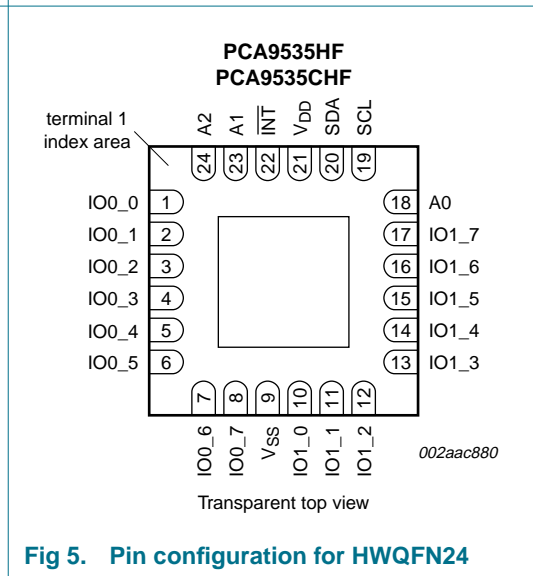 PCA9535HF
PCA9535CHF
terminal 1
index area
A2
A1
INT
VDD
SDA
SCL
24
23
22
21
20
19
IO0_0 1
IO0_1 2
IO0_2 3
IO0_3 4
IO0_4 5
IO0_5 6
18 A0
17 IO1_7
16 IO1_6
15 IO1_5
14 IO1_4
13 IO1_3
7
8
9
10
11
12
IO0_6
IO0_7
VSS
IO1_0
IO1_1
IO1_2
002aac880
Transparent top view
Fig 5. Pin configuration for HWQFN24